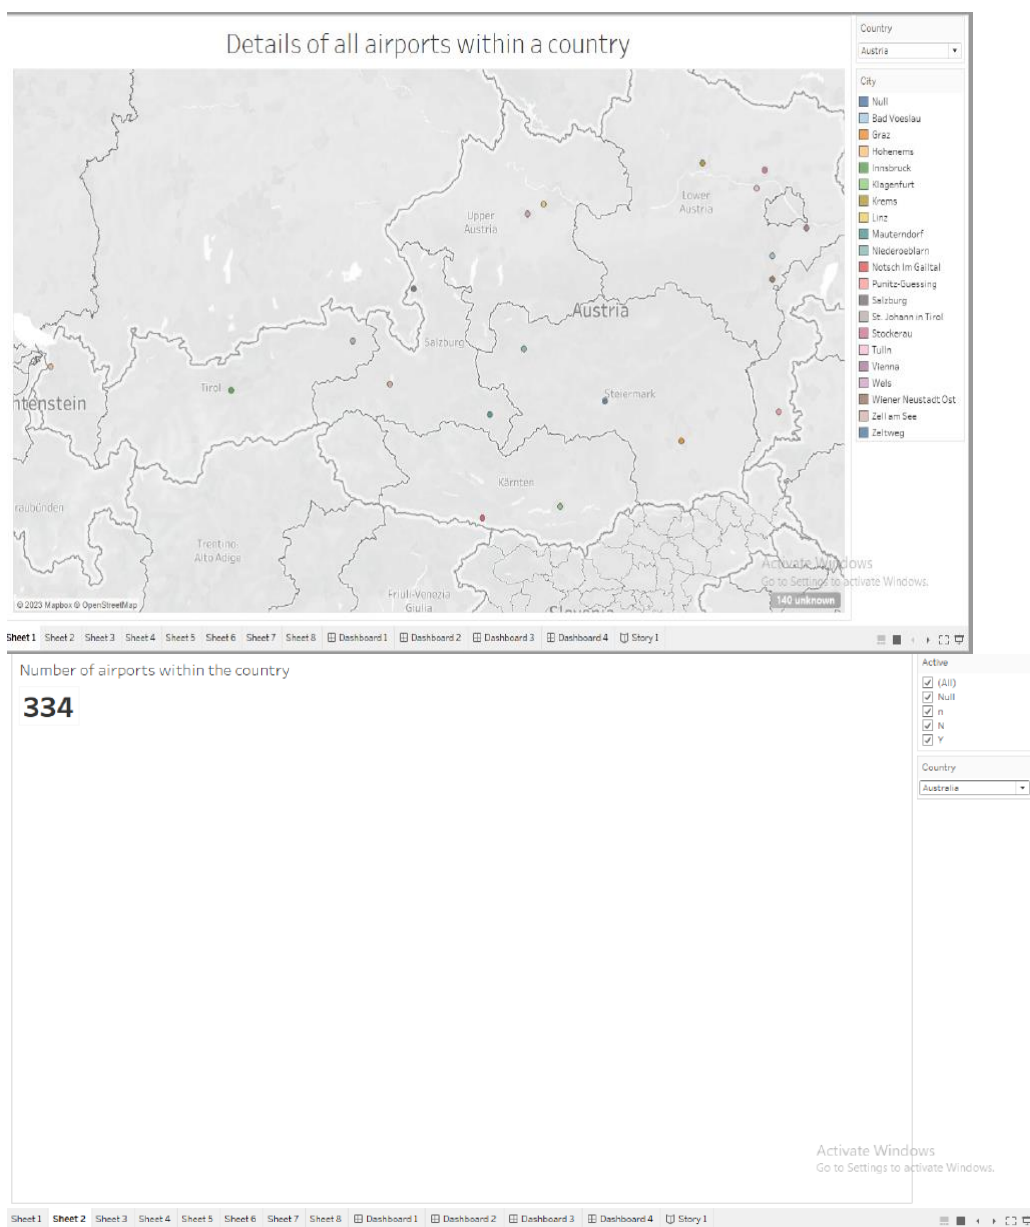 Details of all airports within a country
Country
Austria
City
Null
Bad Voeslau
Graz
Hohenems
Innsbruck
Klagenfurt
Krems
Linz
Mauterndorf
Niederoeblarn
Notsch Im Gailtal
Punitz-Guessing
Salzburg
St. Johann in Tirol
Stockerau
Tulln
Vienna
Wels
Wiener Neustadt Ost
Zell am See
Zeltweg
Lower
Austria
Upper
Austria
Austria
Salzburg
Tirol
Steiermark
ntenstein
Kärnten
raubünden
Trentino-
Alto Adige
Friuli-Venezia
Giulia
Activate Windows
Go to Settings to activate Windows.
140 unknown
© 2023 Mapbox © OpenStreetMap
Sheet 1 Sheet 2 Sheet 3 Sheet 4 Sheet 5 Sheet 6 Sheet 7 Sheet 8 Dashboard 1 Dashboard 2 Dashboard 3 Dashboard 4 Story 1
Number of airports within the country
334
Active
(All)
Null
n
N
Y
Country
Australia
Activate Windows
Go to Settings to activate Windows.
Sheet 1 Sheet 2 Sheet 3 Sheet 4 Sheet 5 Sheet 6 Sheet 7 Sheet 8 Dashboard 1 Dashboard 2 Dashboard 3 Dashboard 4 Story 1